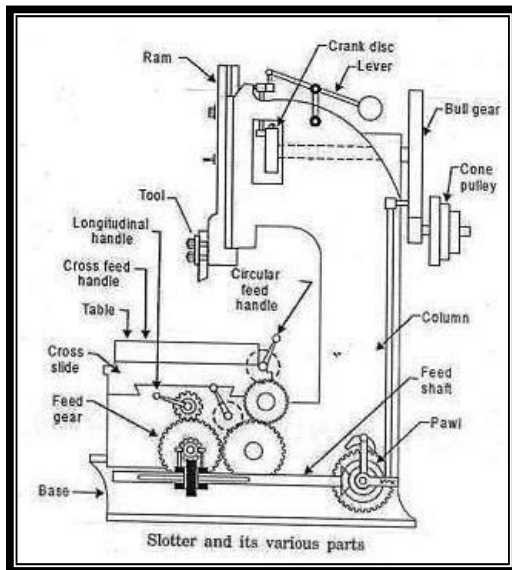 Crank disc
Ram
Lever
Bull gear
Cone
pulley
Tool
Longitudinal
handle
Cross feed
handle
Circular
feed
handle
Table
Column
Cross
slide
Feed
shaft
Feed
gear
Pawl
Base
Slotter and its various parts